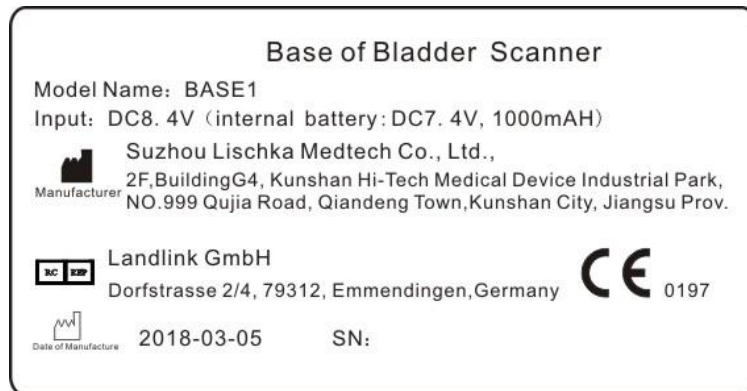 Base of Bladder Scanner
Model Name: BASE1
Input: DC8.4V (internal battery:DC7.4V, 1000mAH)
Suzhou Lischka Medtech Co., Ltd.,
Manufacturer
2F,BuildingG4, Kunshan Hi-Tech Medical Device Industrial Park,
NO.999 Qujia Road, Qiandeng Town,Kunshan City, Jiangsu Prov.
Landlink GmbH
REP
Dorfstrasse 2/4, 79312, Emmendingen,Germany
CE 0197
Date of Manufacture
2018-03-05 SN: